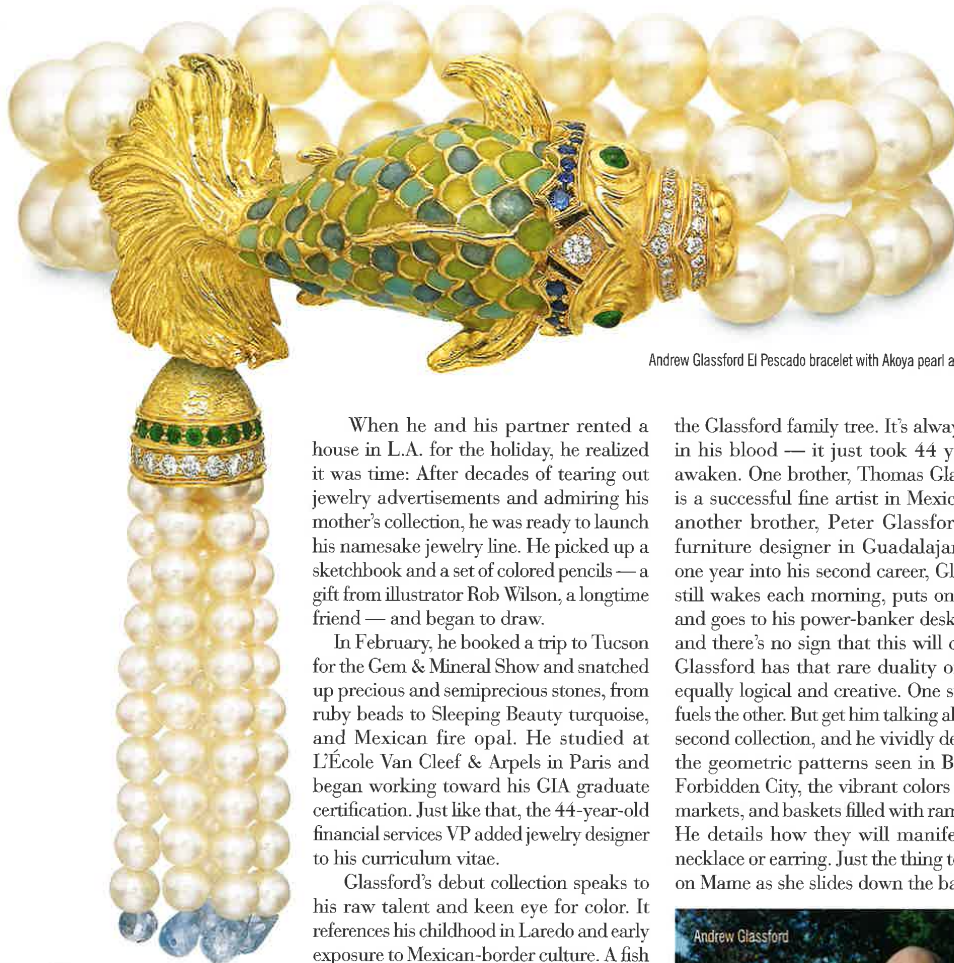 Andrew Glassford El Pescado bracelet with Akoya pearl a
When he and his partner rented a
house in L.A. for the holiday, he realized
it was time: After decades of tearing out
jewelry advertisements and admiring his
mother's collection, he was ready to launch
his namesake jewelry line. He picked up a
sketchbook and a set of colored pencils — a
gift from illustrator Rob Wilson, a longtime
friend — and began to draw.
In February, he booked a trip to Tucson
for the Gem & Mineral Show and snatched
up precious and semiprecious stones, from
ruby beads to Sleeping Beauty turquoise,
and Mexican fire opal. He studied at
L'École Van Cleef & Arpels in Paris and
began working toward his GIA graduate
certification. Just like that, the 44-year-old
financial services VP added jewelry designer
to his curriculum vitae.
Glassford's debut collection speaks to
his raw talent and keen eye for color. It
references his childhood in Laredo and early
exposure to Mexican-border culture. A fish
the Glassford family tree. It's alway
in his blood — it just took 44 y
awaken. One brother, Thomas Gla
is a successful fine artist in Mexic
another brother, Peter Glassfor
furniture designer in Guadalajar
one year into his second career, Gl
still wakes each morning, puts on
and goes to his power-banker desk
and there's no sign that this will c
Glassford has that rare duality o
equally logical and creative. One s
fuels the other. But get him talking al
second collection, and he vividly de
the geometric patterns seen in B
Forbidden City, the vibrant colors
markets, and baskets filled with ran
He details how they will manife
necklace or earring. Just the thing t
on Mame as she slides down the ba
Andrew Glassford